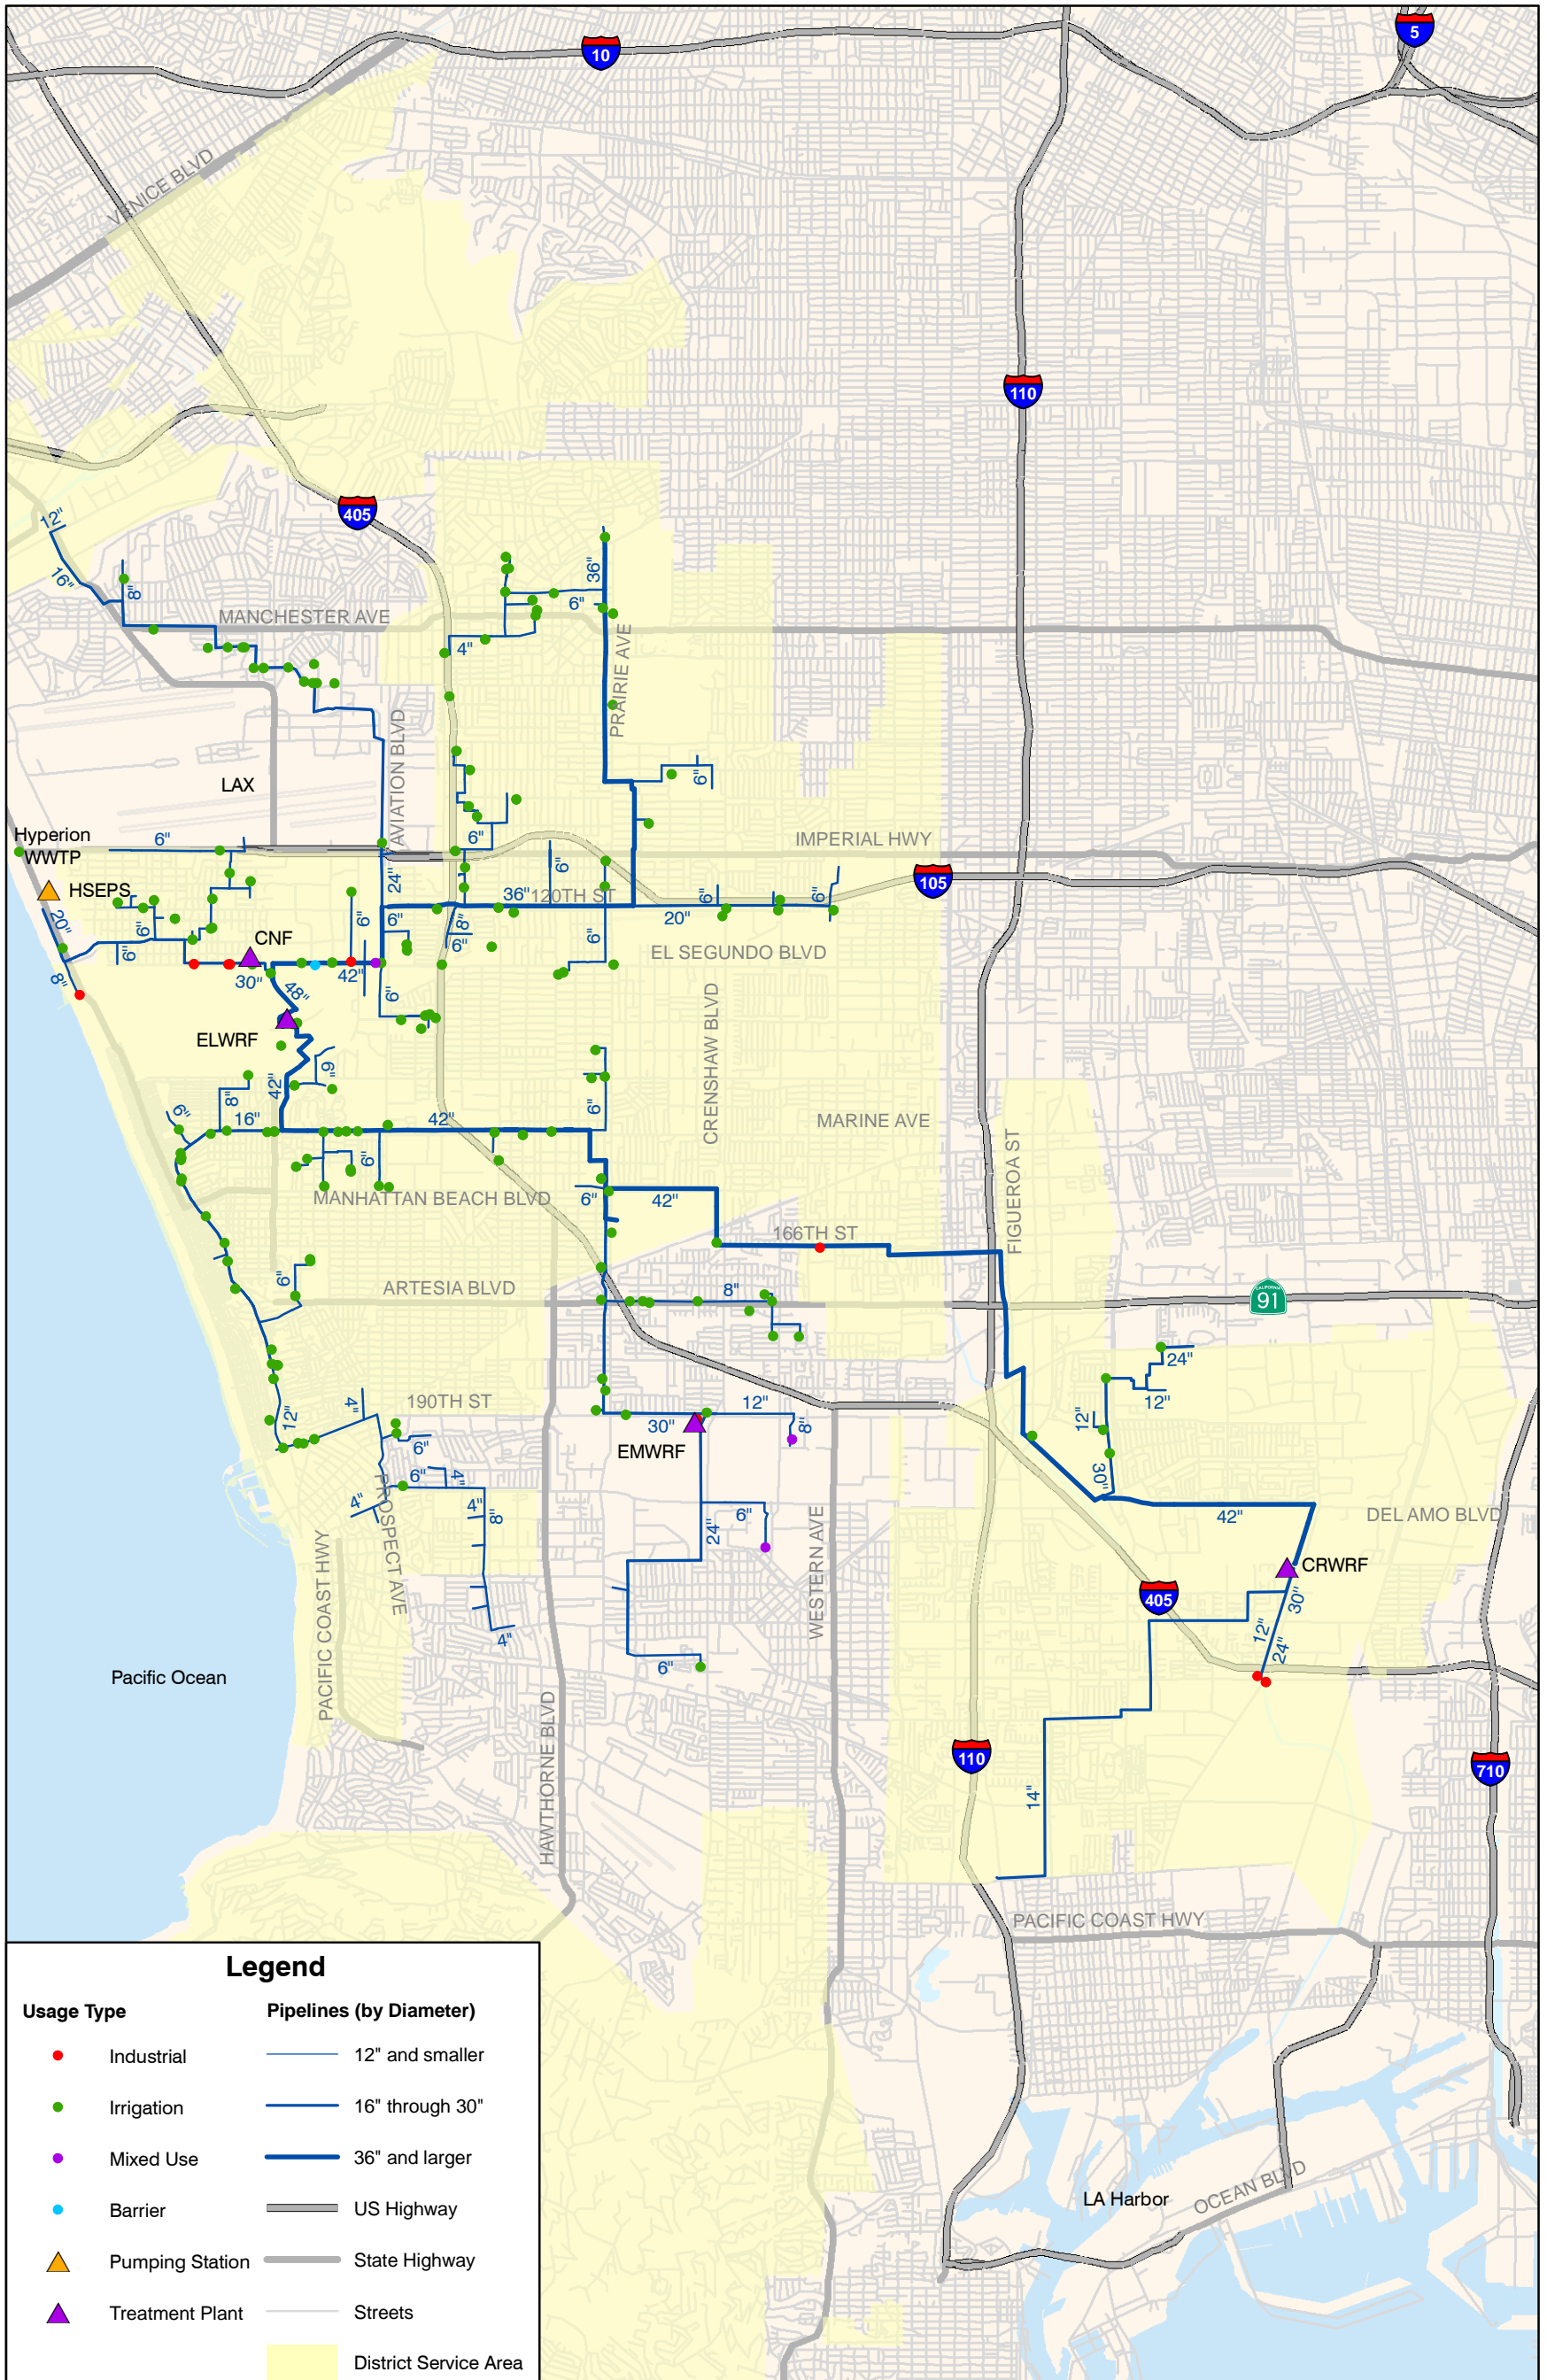 10
5
VENICE BLVD
110
405
12"
16"
8"
36"
6"
MANCHESTER AVE
4"
PRAIRIE AVE
AVIATION BLVD
6"
LAX
Hyperion
WWTP
6"
6"
IMPERIAL HWY
HSEPS
24"
6"
36"
120TH ST
6"
6"
105
20"
20"
6"
6"
6"
6"
8"
6"
6"
CNF
EL SEGUNDO BLVD
8"
30"
42"
48"
6"
ELWRF
CRENSHAW BLVD
6"
42"
8"
6"
6"
16"
42"
MARINE AVE
FIGUEROA ST
6"
MANHATTAN BEACH BLVD
6"
42"
166TH ST
6"
ARTESIA BLVD
8"
91
24"
12"
4"
190TH ST
12"
12"
12"
30"
8"
6"
EMWRF
30"
6"
4"
PROSPECT AVE
4"
4"
8"
6"
24"
42"
DEL AMO BLVD
PACIFIC COAST HWY
WESTERN AVE
CRWRF
405
30"
12"
24"
4"
6"
Pacific Ocean
HAWTHORNE BLVD
110
710
14"
PACIFIC COAST HWY
LA Harbor
OCEAN BLVD
Legend
Usage Type
Pipelines (by Diameter)
Industrial
12" and smaller
Irrigation
16" through 30"
Mixed Use
36" and larger
Barrier
US Highway
Pumping Station
State Highway
Treatment Plant
Streets
District Service Area